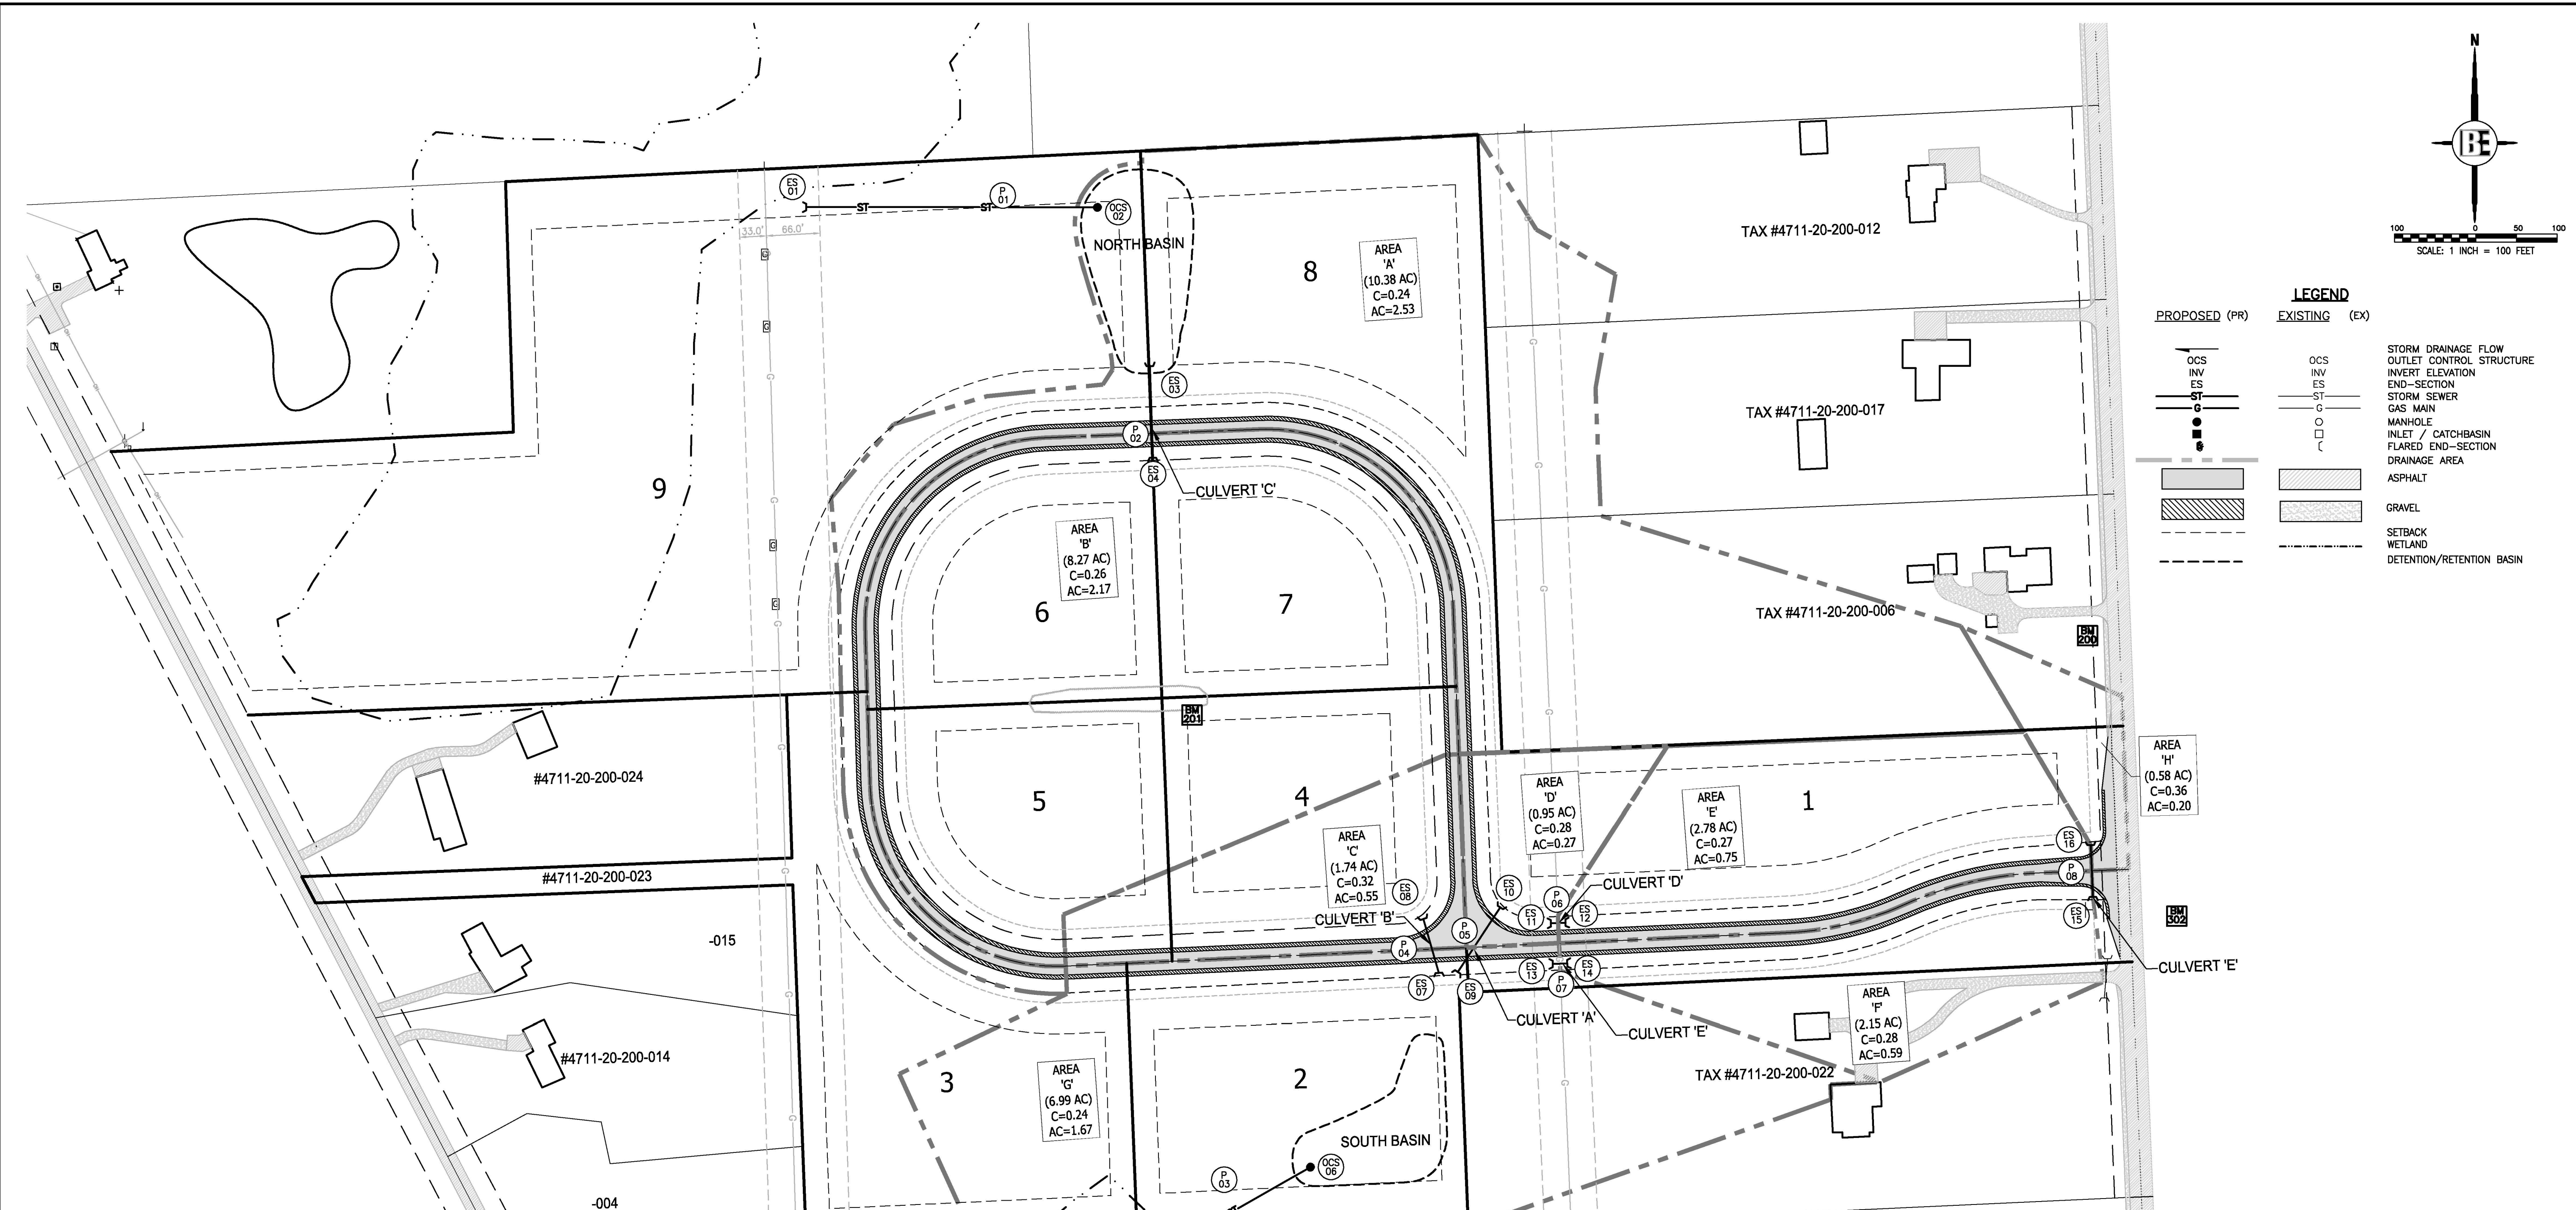 N
BE
100
0
50
100
SCALE: 1 INCH = 100 FEET
LEGEND
PROPOSED (PR)
EXISTING (EX)
STORM DRAINAGE FLOW
OCS
OCS
OUTLET CONTROL STRUCTURE
INV
INV
INVERT ELEVATION
ES
ES
END-SECTION
ST
ST
STORM SEWER
G
G
GAS MAIN
MANHOLE
INLET / CATCHBASIN
FLARED END-SECTION
DRAINAGE AREA
ASPHALT
GRAVEL
SETBACK
WETLAND
DETENTION/RETENTION BASIN
ES
01
P
01
ST
ST
OCS
02
33.0'
66.0'
NORTH BASIN
8
AREA
'A'
(10.38 AC)
C=0.24
AC=2.53
TAX #4711-20-200-012
G
G
G
G
ES
03
TAX #4711-20-200-017
P
02
ES
04
CULVERT 'C'
9
G
G
G
G
G
G
AREA
'B'
(8.27 AC)
C=0.26
AC=2.17
6
7
TAX #4711-20-200-006
BM
200
BM
201
G
G
G
#4711-20-200-024
5
4
AREA
'D'
(0.95 AC)
C=0.28
AC=0.27
AREA
'E'
(2.78 AC)
C=0.27
AC=0.75
1
AREA
'H'
(0.58 AC)
C=0.36
AC=0.20
AREA
'C'
(1.74 AC)
C=0.32
AC=0.55
ES
16
P
08
ES
15
BM
302
CULVERT 'E'
#4711-20-200-023
G
ES
08
ES
10
CULVERT 'D'
P
06
ES
11
ES
12
CULVERT 'B'
P
05
P
04
-015
ES
07
ES
09
ES
13
ES
14
P
07
CULVERT 'A'
CULVERT 'E'
G
AREA
'F'
(2.15 AC)
C=0.28
AC=0.59
#4711-20-200-014
3
AREA
'G'
(6.99 AC)
C=0.24
AC=1.67
2
TAX #4711-20-200-022
G
G
SOUTH BASIN
OCS
06
P
03
-004